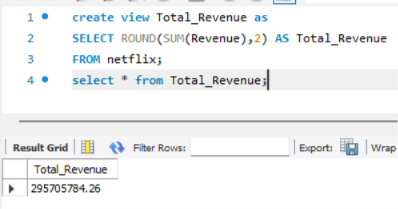 1 create view Total_Revenue as
2 SELECT ROUND(SUM(Revenue),2) AS Total_Revenue
3 FROM netflix;
4 select * from Total_Revenue;
Result Grid Filter Rows: Export: Wrap
Total_Revenue
295705784.26